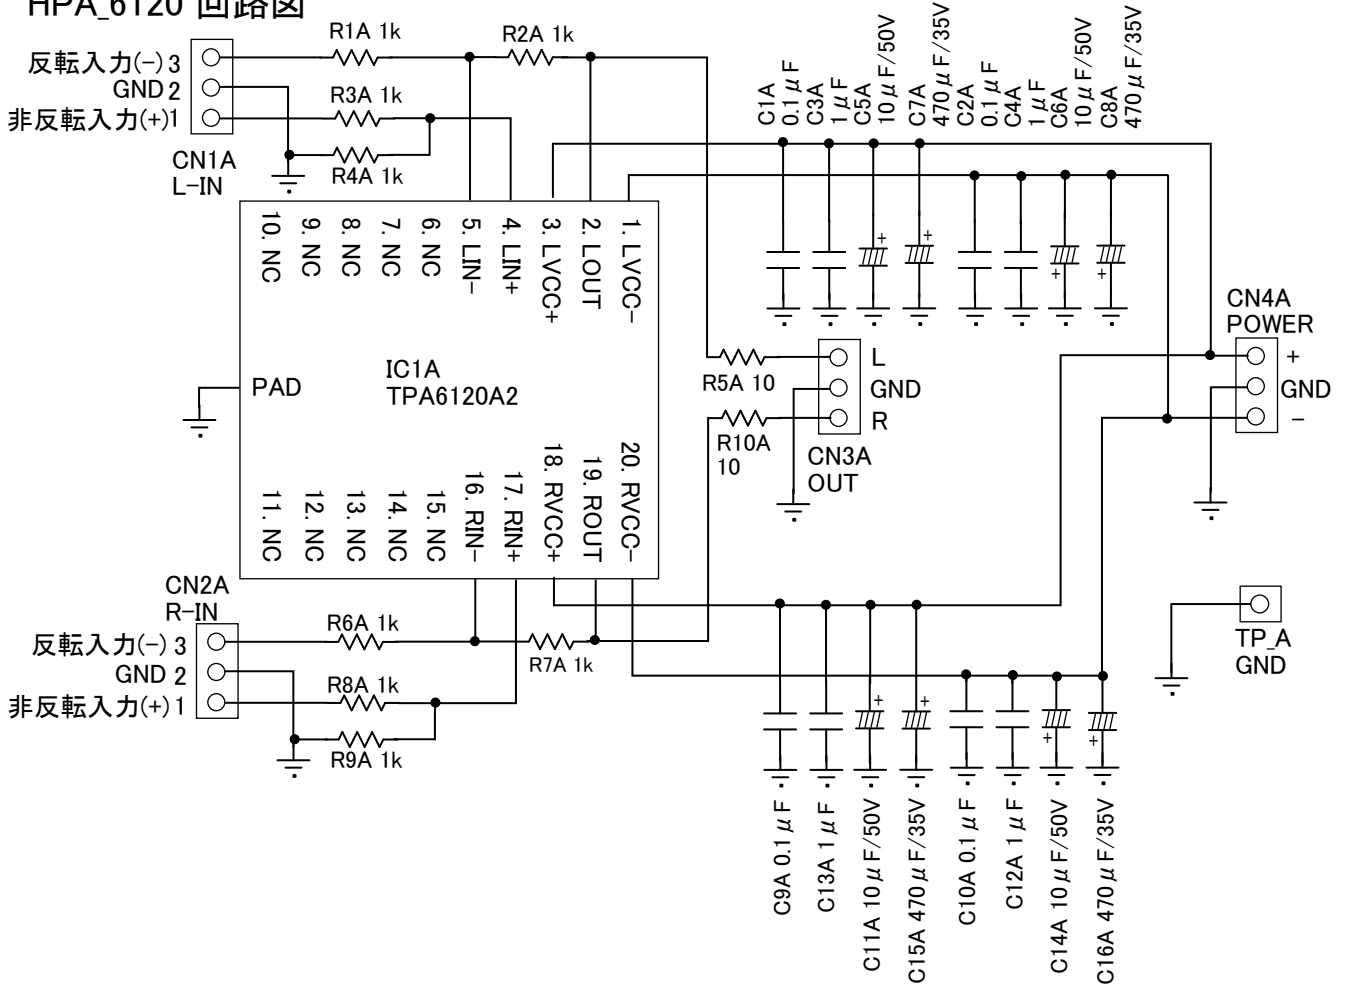 HPA_6120 回路図
R1A 1k
R2A 1k
反転入力(-) 3
GND 2
非反転入力(+)1
CN1A
L-IN
R3A 1k
R4A 1k
C1A
0.1μF
C3A
1μF
C5A
10μF/50V
C7A
470μF/35V
C2A
0.1μF
C4A
1μF
C6A
10μF/50V
C8A
470μF/35V
10. NC
9. NC
8. NC
7. NC
6. NC
5. LIN-
4. LIN+
3. LVCC+
2. LOUT
1. LVCC-
+
+
+
+
PAD
IC1A
TPA6120A2
R5A 10
L
GND
R
R10A
10
CN3A
OUT
CN4A
POWER
+
GND
-
11. NC
12. NC
13. NC
14. NC
15. NC
16. RIN-
17. RIN+
18. RVCC+
19. ROUT
20. RVCC-
CN2A
R-IN
反転入力(-) 3
GND 2
非反転入力(+) 1
R6A 1k
R7A 1k
R8A 1k
R9A 1k
TP_A
GND
+
+
+
+
C9A 0.1μF
C13A 1μF
C11A 10μF/50V
C15A 470μF/35V
C10A 0.1μF
C12A 1μF
C14A 10μF/50V
C16A 470μF/35V